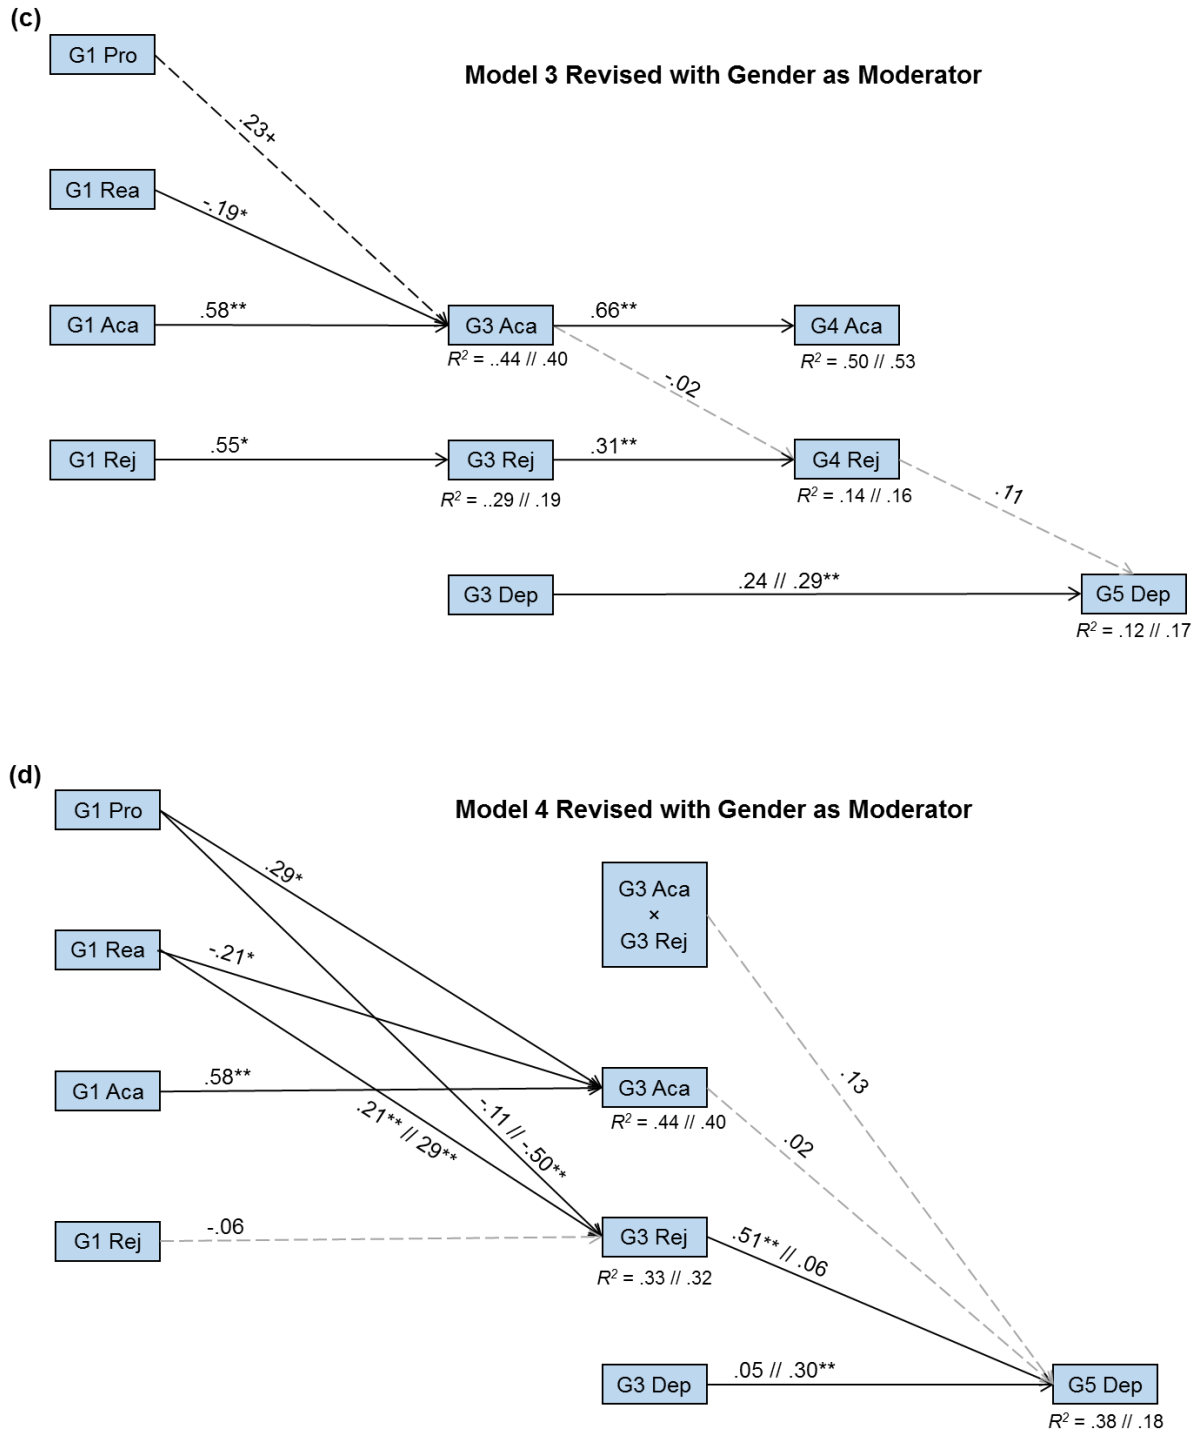 (c)
G1 Pro
Model 3 Revised with Gender as Moderator
.23+
G1 Rea
-.19*
G1 Aca
.58**
G3 Aca
.66**
G4 Aca
R² = ..44 // .40
R² = .50 // .53
-.02
G1 Rej
.55*
G3 Rej
.31**
G4 Rej
R² = ..29 // .19
R² = .14 // .16
.11
G3 Dep
.24 // .29**
G5 Dep
R² = .12 // .17
(d)
G1 Pro
Model 4 Revised with Gender as Moderator
.29*
G3 Aca
×
G3 Rej
G1 Rea
-.21*
G1 Aca
.58**
G3 Aca
R² = .44 // .40
.13
.21** // 29**
-.11 // -.50**
.02
G1 Rej
-.06
G3 Rej
R² = .33 // .32
.51** // .06
G3 Dep
.05 // .30**
G5 Dep
R² = .38 // .18